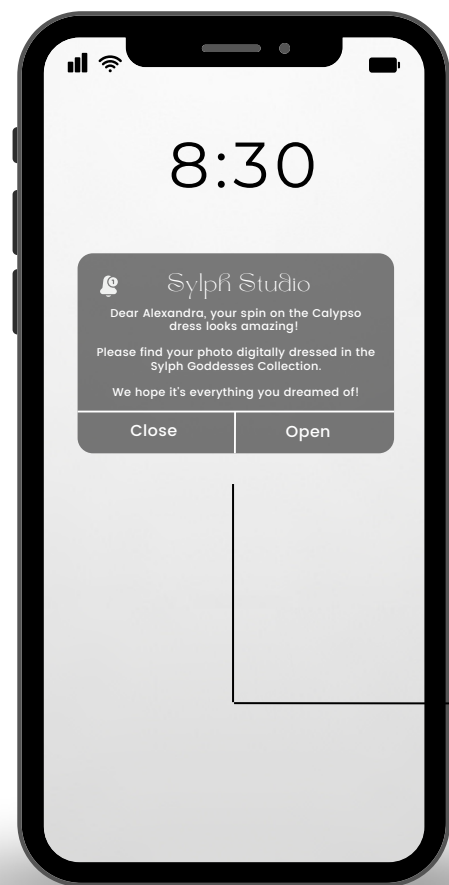 8:30
1
Sylph Studio
Dear Alexandra, your spin on the Calypso
dress looks amazing!
Please find your photo digitally dressed in the
Sylph Goddesses Collection.
We hope it's everything you dreamed of!
Close
Open